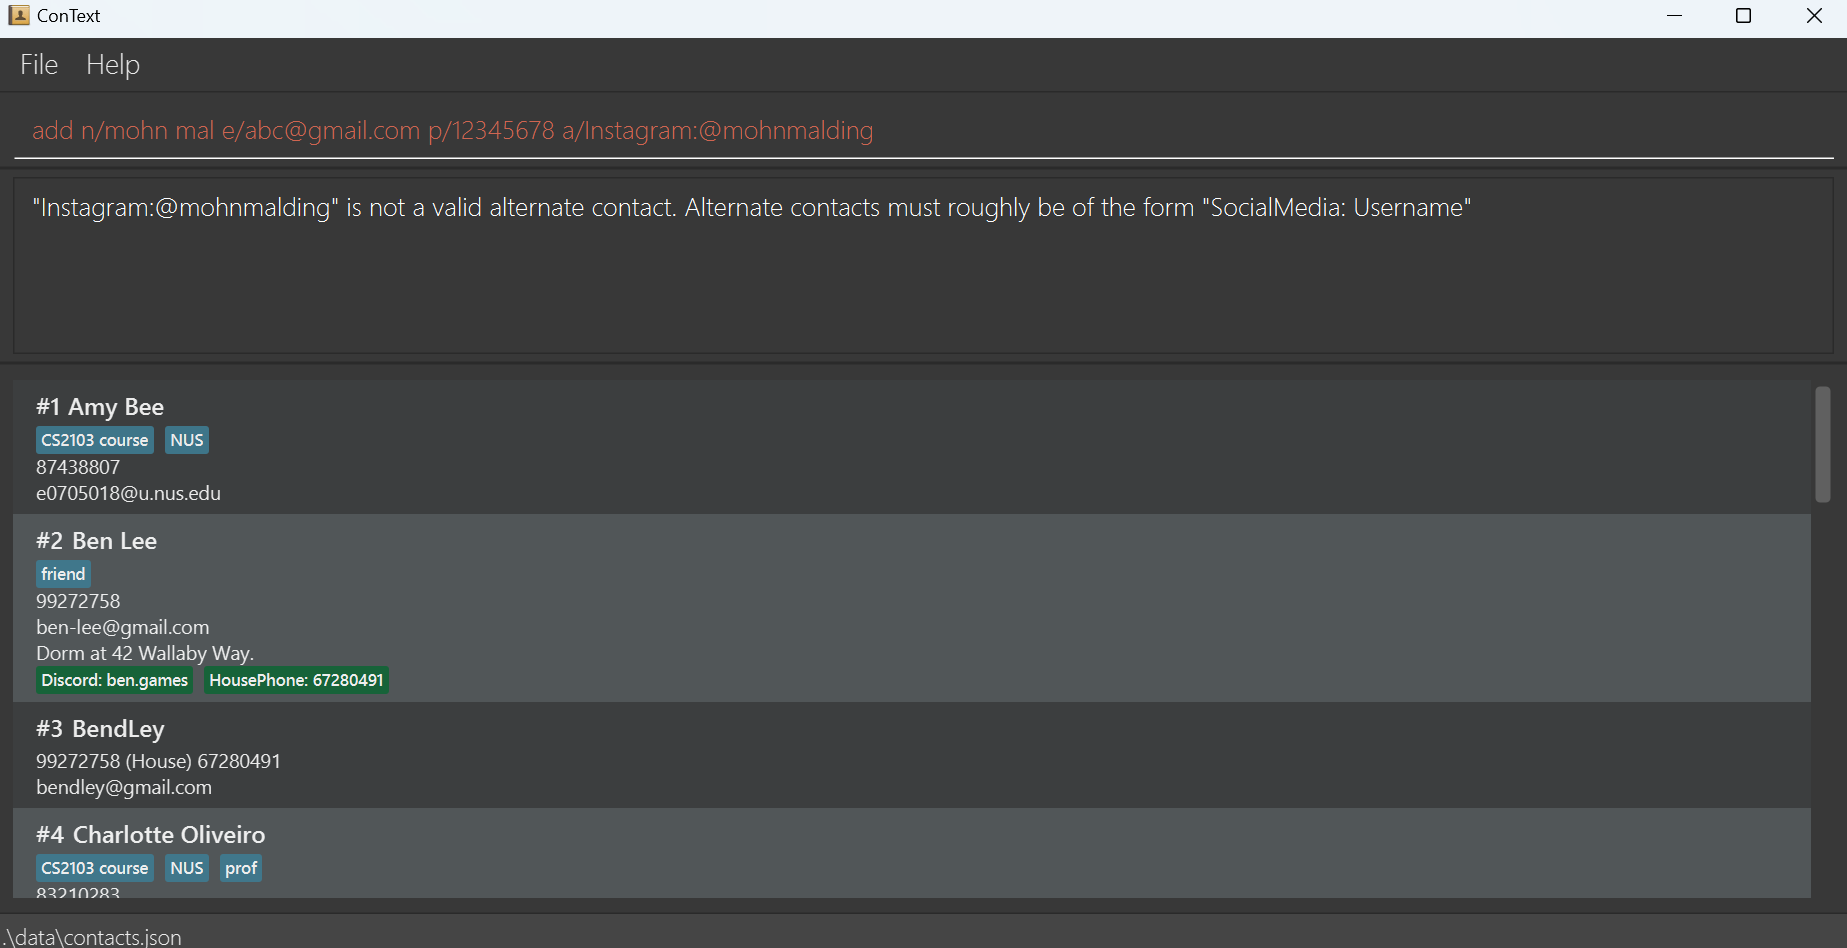 ConText
File Help
add n/mohn mal e/abc@gmail.com p/12345678 a/Instagram:@mohnmalding
"Instagram:@mohnmalding" is not a valid alternate contact. Alternate contacts must roughly be of the form "SocialMedia: Username"
#1 Amy Bee
CS2103 course NUS
87438807
e0705018@u.nus.edu
#2 Ben Lee
friend
99272758
ben-lee@gmail.com
Dorm at 42 Wallaby Way.
Discord: ben.games HousePhone: 67280491
#3 BendLey
99272758 (House) 67280491
bendley@gmail.com
#4 Charlotte Oliveiro
CS2103 course NUS prof
83210283
.\data\contacts.json